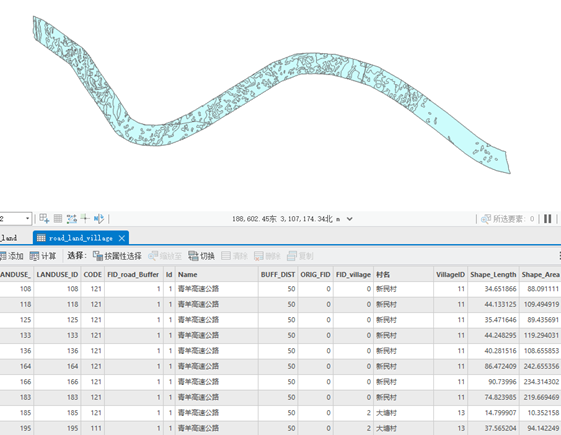 2 188,602.45东 3,107,174.34北 m 所选要素: 0
_land road_land_village
添加 计算 选择: 按属性选择 缩放至 切换 清除 删除 复制
LANDUSE_ LANDUSE_ID CODE FID_road_Buffer Id Name BUFF_DIST ORIG_FID FID_village 村名 VillageID Shape_Length Shape_Area
108 108 121 1 1 青羊高速公路 50 0 0 新民村 11 34.651866 88.091111
118 118 121 1 1 青羊高速公路 50 0 0 新民村 11 44.133125 109.494919
125 125 121 1 1 青羊高速公路 50 0 0 新民村 11 35.471646 89.435691
133 133 121 1 1 青羊高速公路 50 0 0 新民村 11 44.248295 119.294031
136 136 121 1 1 青羊高速公路 50 0 0 新民村 11 40.281516 108.655853
164 164 121 1 1 青羊高速公路 50 0 0 新民村 11 86.472409 242.655356
166 166 121 1 1 青羊高速公路 50 0 0 新民村 11 90.73996 234.314302
183 183 121 1 1 青羊高速公路 50 0 0 新民村 11 74.823985 219.669469
185 185 121 1 1 青羊高速公路 50 0 2 大塘村 13 14.799907 10.352158
195 195 111 1 1 青羊高速公路 50 0 2 大塘村 13 37.565204 94.142249